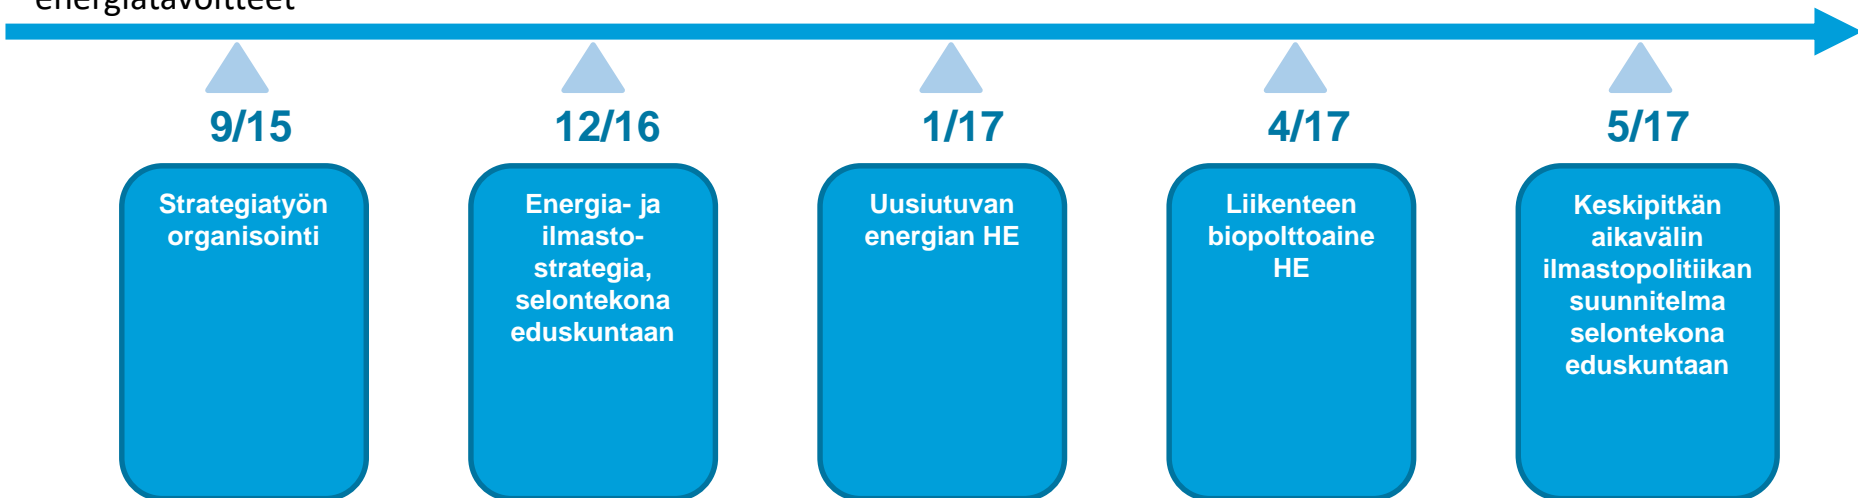 energiatavoitteet
9/15
12/16
1/17
4/17
5/17
Strategiatyön
organisointi
Energia- ja
ilmasto-
strategia,
selontekona
eduskuntaan
Uusiutuvan
energian HE
Liikenteen
biopolttoaine
HE
Keskipitkän
aikavälin
ilmastopolitiikan
suunnitelma
selontekona
eduskuntaan